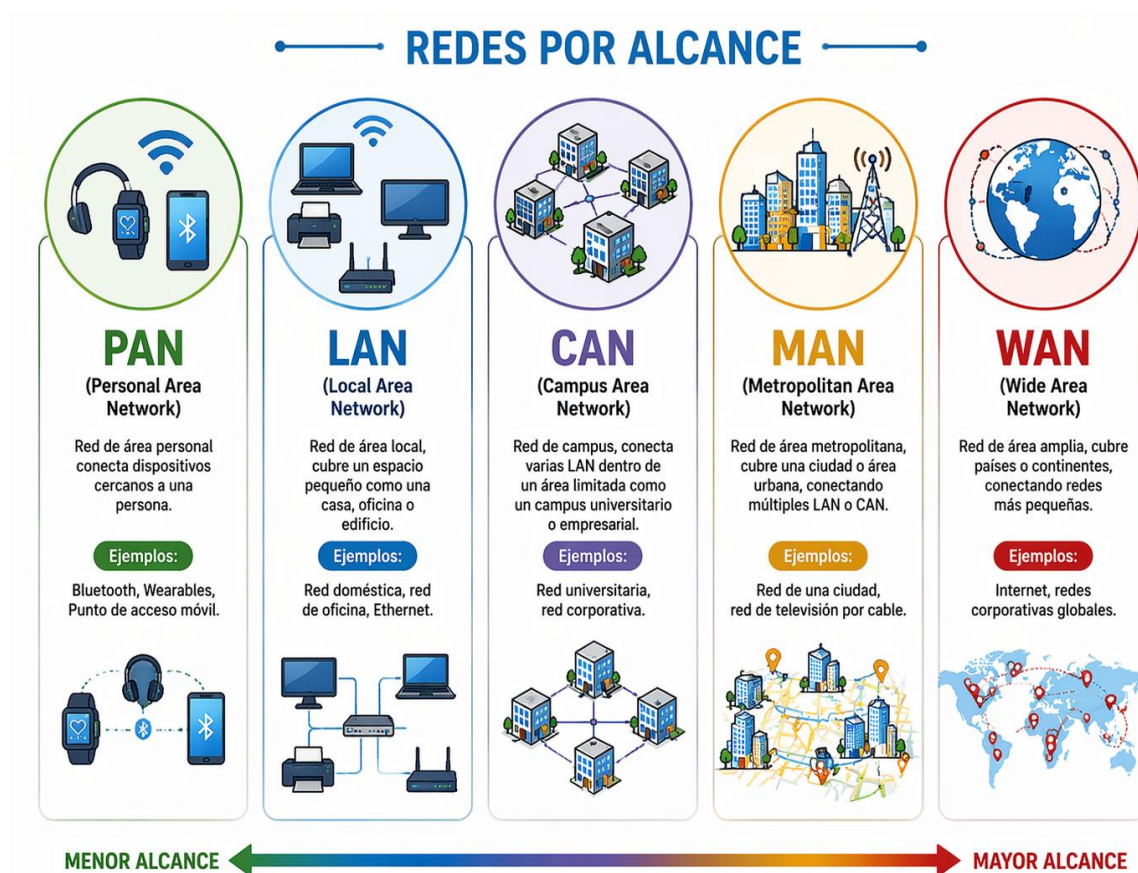 REDES POR ALCANCE
PAN
(Personal Area
Network)
Red de área personal
conecta dispositivos
cercanos a una
persona.
Ejemplos:
Bluetooth, Wearables,
Punto de acceso móvil.
LAN
(Local Area
Network)
Red de área local,
cubre un espacio
pequeño como una
casa, oficina o
edificio.
Ejemplos:
Red doméstica, red
de oficina, Ethernet.
CAN
(Campus Area
Network)
Red de campus, conecta
varias LAN dentro de
un área limitada como
un campus universitario
o empresarial.
Ejemplos:
Red universitaria,
red corporativa.
MAN
(Metropolitan Area
Network)
Red de área metropolitana,
cubre una ciudad o área
urbana, conectando
múltiples LAN o CAN.
Ejemplos:
Red de una ciudad,
red de televisión por cable.
WAN
(Wide Area
Network)
Red de área amplia, cubre
países o continentes,
conectando redes
más pequeñas.
Ejemplos:
Internet, redes
corporativas globales.
MENOR ALCANCE
MAYOR ALCANCE